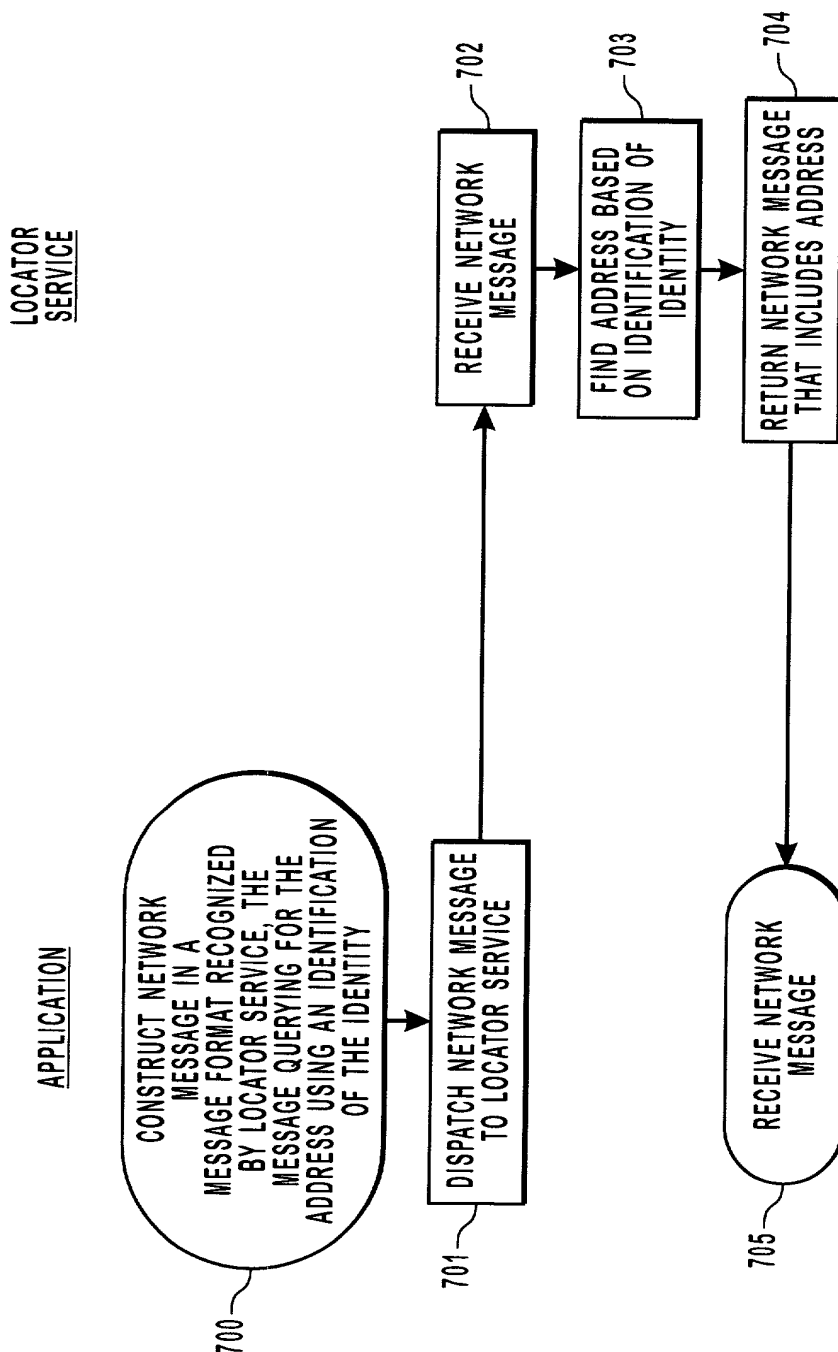 APPLICATION
LOCATOR
SERVICE
CONSTRUCT NETWORK
MESSAGE IN A
MESSAGE FORMAT RECOGNIZED
BY LOCATOR SERVICE, THE
MESSAGE QUERYING FOR THE
ADDRESS USING AN IDENTIFICATION
OF THE IDENTITY
700
DISPATCH NETWORK MESSAGE
TO LOCATOR SERVICE
701
RECEIVE NETWORK
MESSAGE
702
FIND ADDRESS BASED
ON IDENTIFICATION OF
IDENTITY
703
RETURN NETWORK MESSAGE
THAT INCLUDES ADDRESS
704
RECEIVE NETWORK
MESSAGE
705